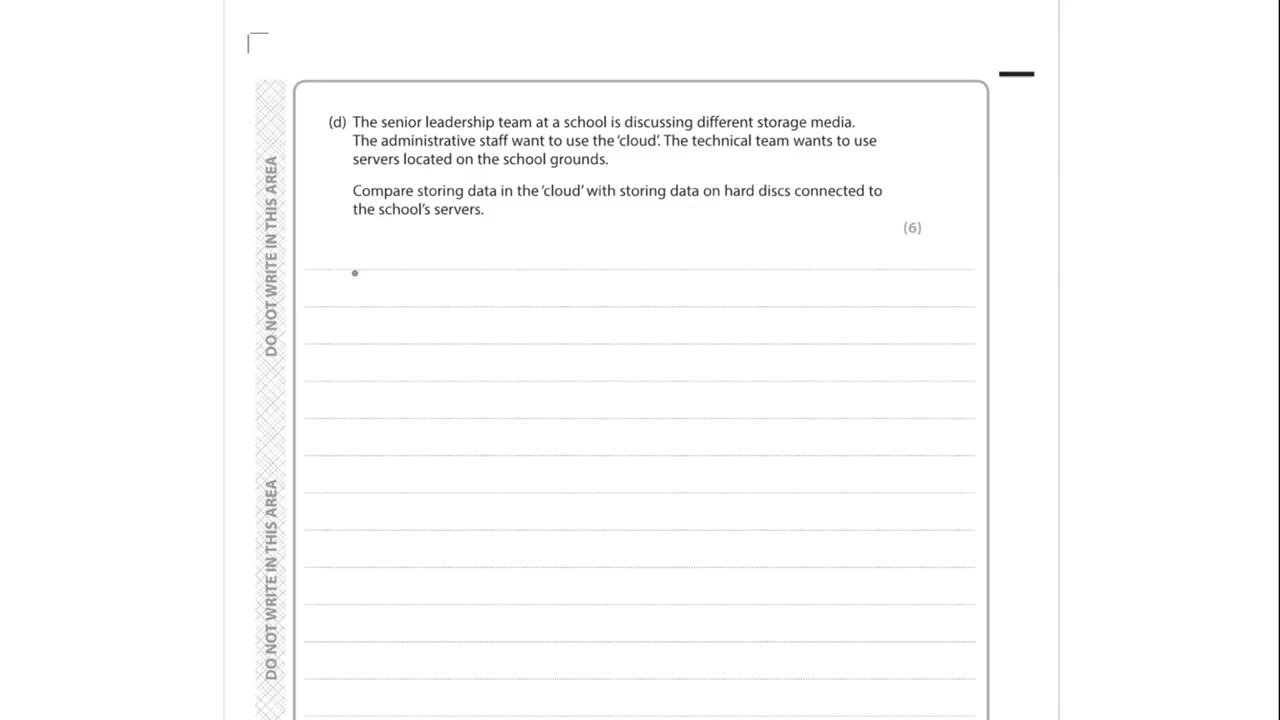 (d) The senior leadership team at a school is discussing different storage media.
The administrative staff want to use the ‘cloud’. The technical team wants to use
servers located on the school grounds.
Compare storing data in the ‘cloud’ with storing data on hard discs connected to
the school’s servers.
(6)
DO NOT WRITE IN THIS AREA
DO NOT WRITE IN THIS AREA